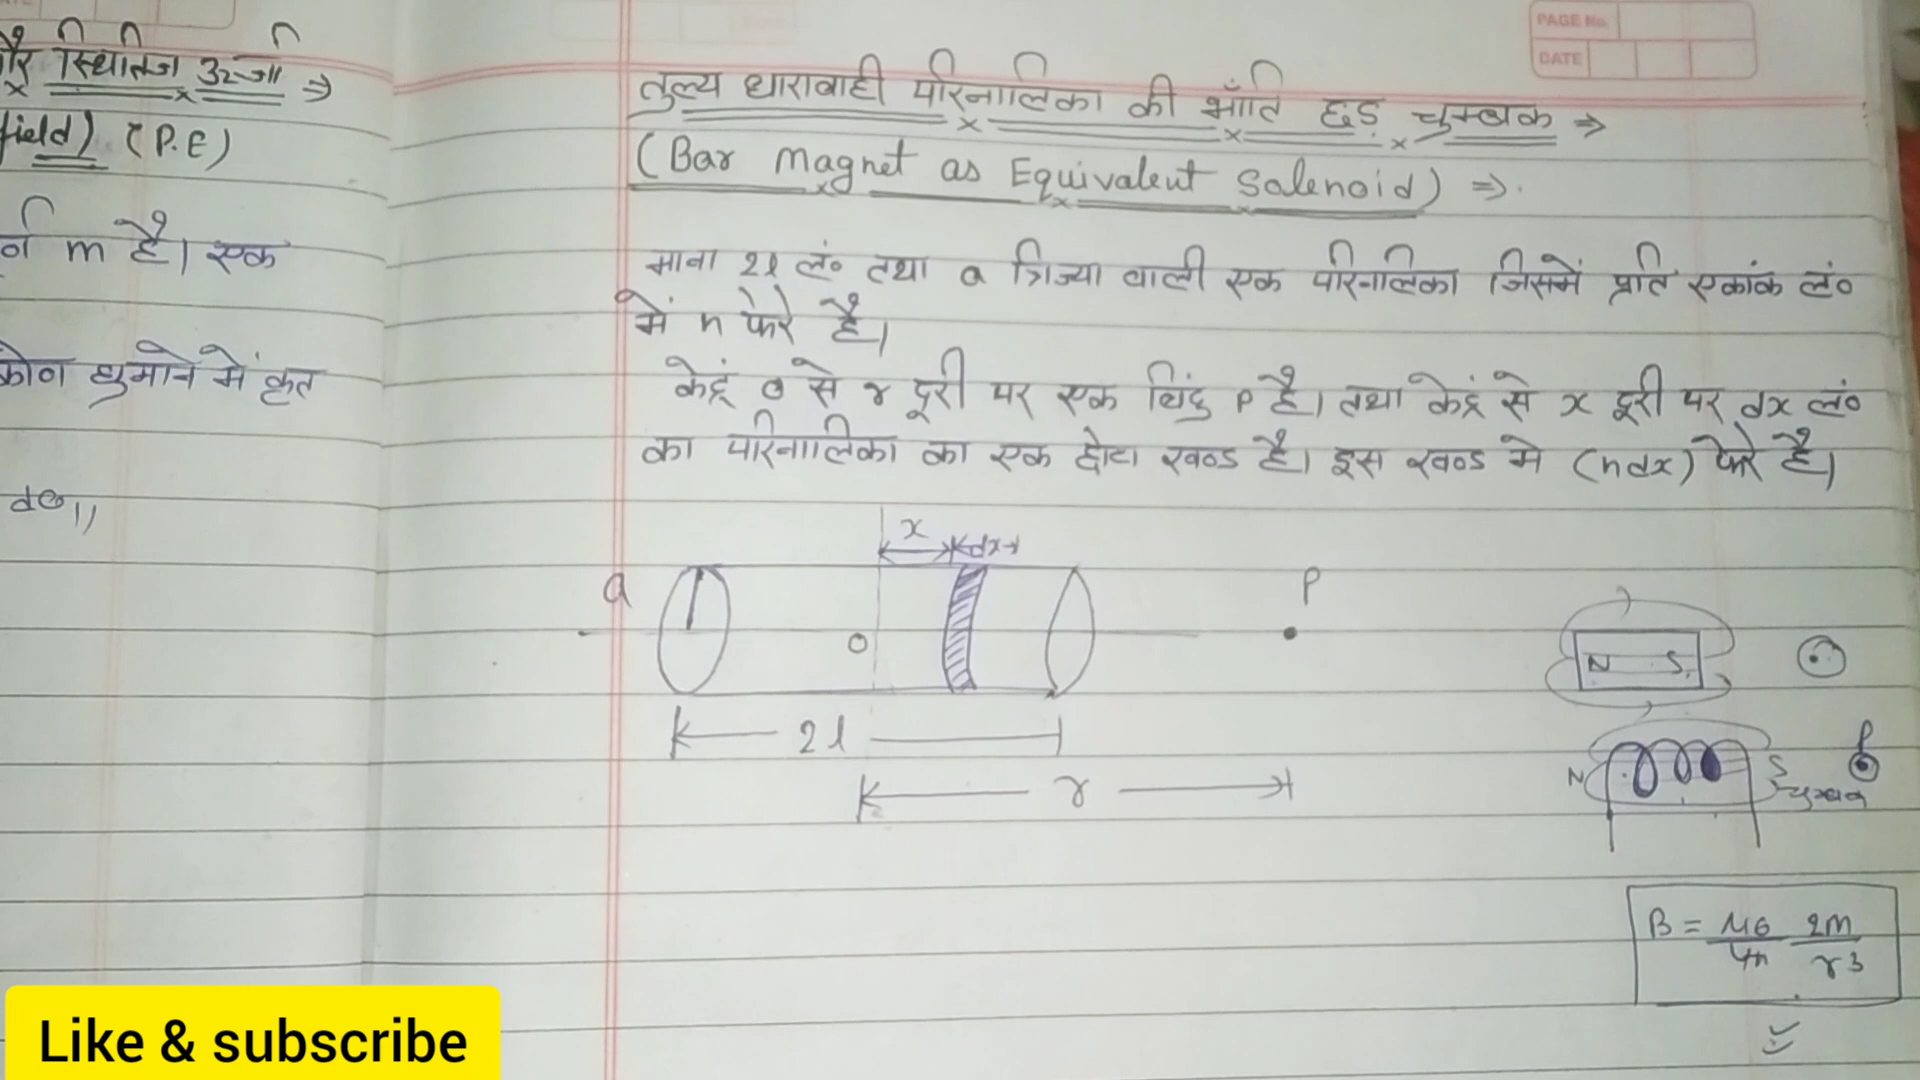 और स्थितिज ऊर्जा ⇒
field) (P.E)
m है। एक
कोण घुमाने में कृत
dθ,,
PAGE No.
DATE
तुल्य धारावाही परिनालिका की भाँति छड़ चुम्बक ⇒
(Bar Magnet as Equivalent Solenoid) ⇒.
माना 2l लं० तथा a त्रिज्या वाली एक परिनालिका जिसमें प्रति एकांक लं०
में n फेरे है।
केद्रं O से r दूरी पर एक बिंदु P है। तथा केद्रं से x दूरी पर dx लं०
का परिनालिका का एक छोटा खण्ड है। इस खण्ड मे (ndx) फेरे है।
x dx
a O P
2l
r
N S
P
N S
चुम्बक
B = μ0/4π 2M/r3
Like & subscribe